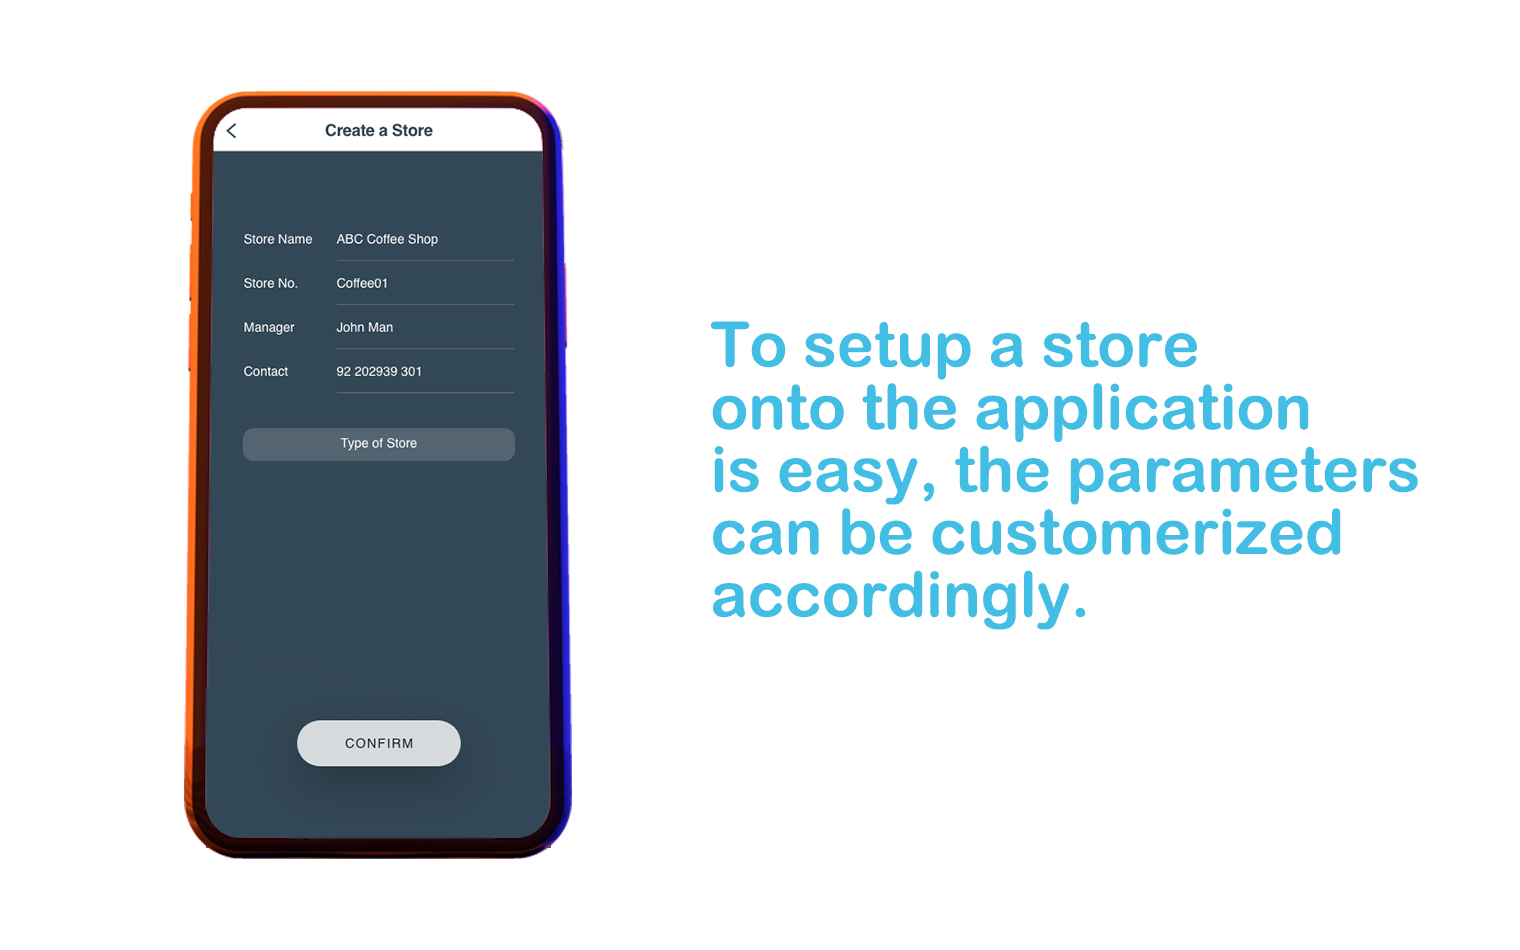 Create a Store
Store Name ABC Coffee Shop
Store No. Coffee01
Manager John Man
Contact 92 202939 301
Type of Store
CONFIRM
To setup a store
onto the application
is easy, the parameters
can be customerized
accordingly.